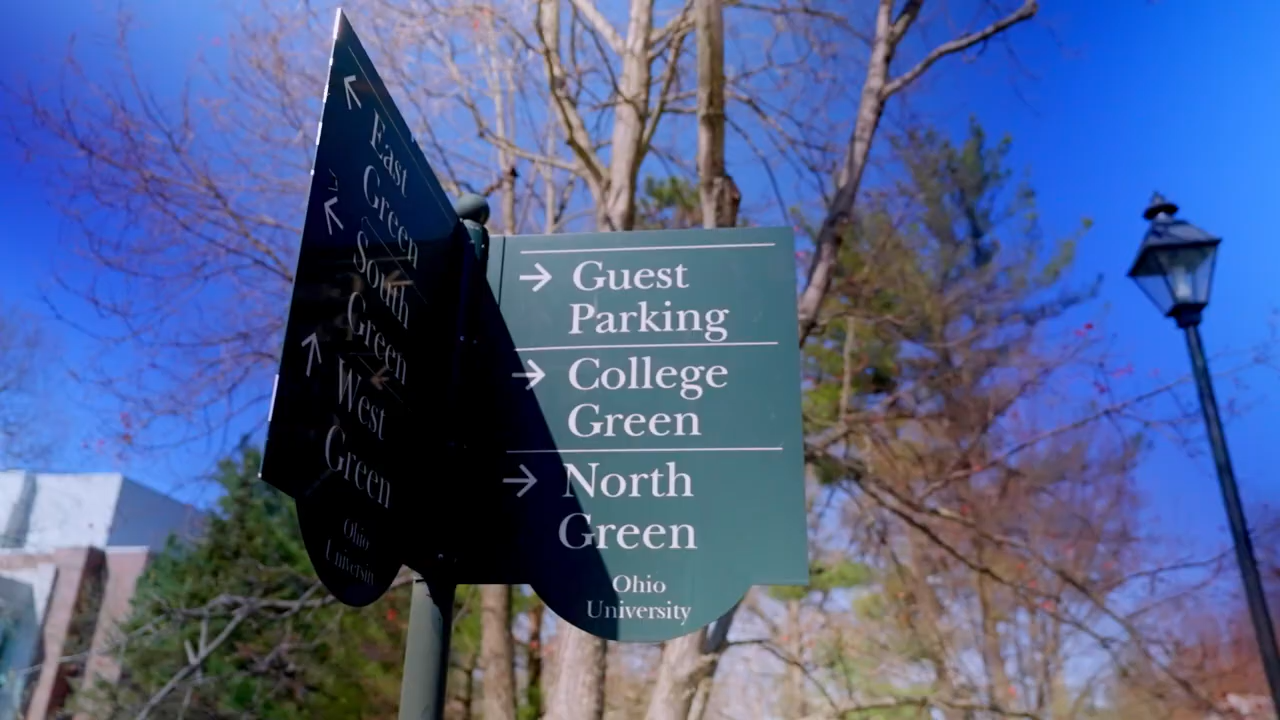 ← East
Green
← South
Green
↑ West
Green
Ohio
University
→ Guest
Parking
→ College
Green
→ North
Green
Ohio
University